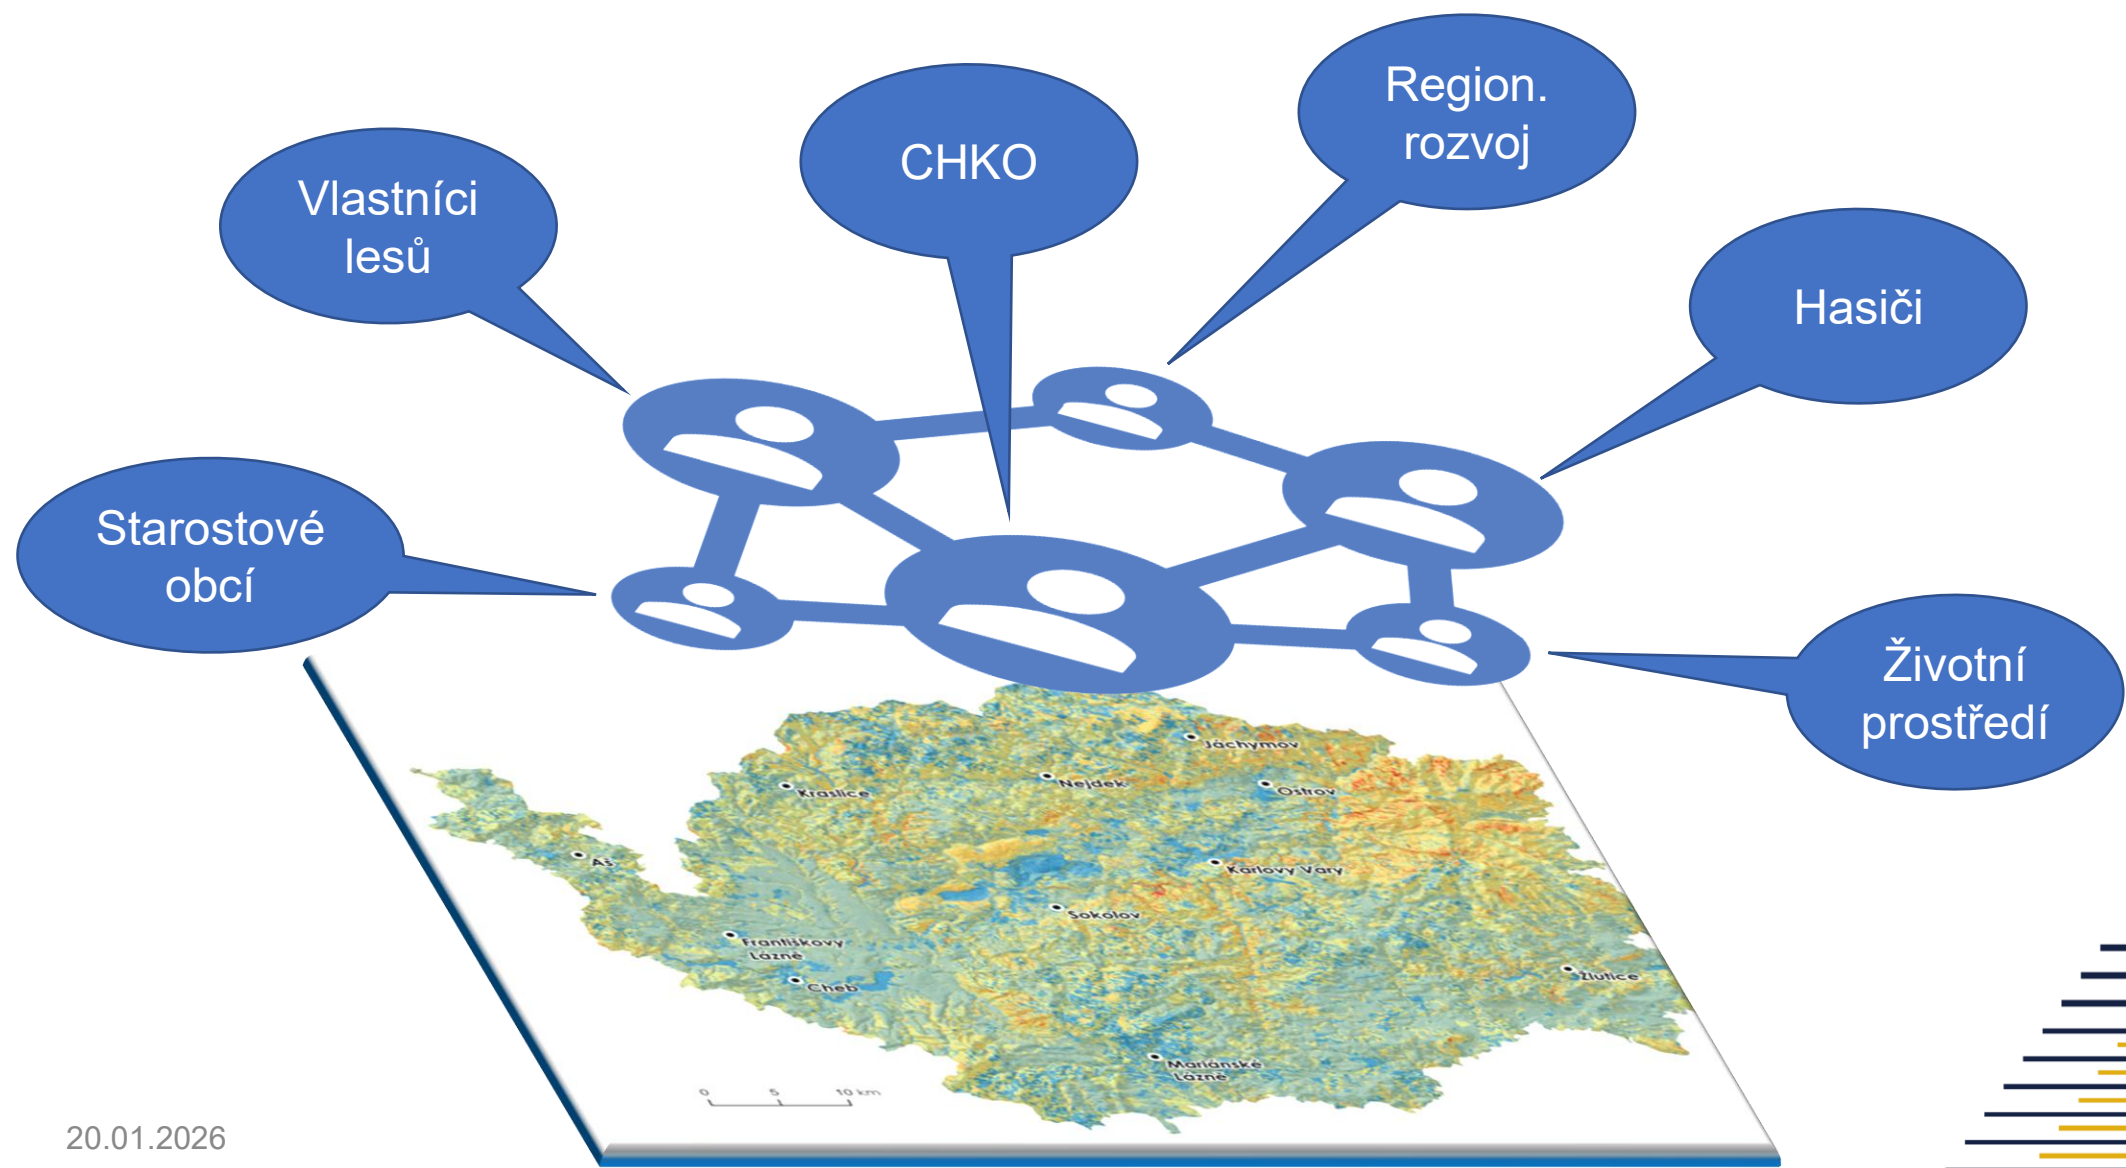 Region.
rozvoj
CHKO
Vlastníci
lesů
Hasiči
Starostové
obcí
Životní
prostředí
Jáchymov
Nejdek
Kraslice
Ostrov
Aš
Karlovy Vary
Sokolov
Františkovy
Lázně
Cheb
Žlutice
Mariánské
Lázně
0 5 10 km
20.01.2026